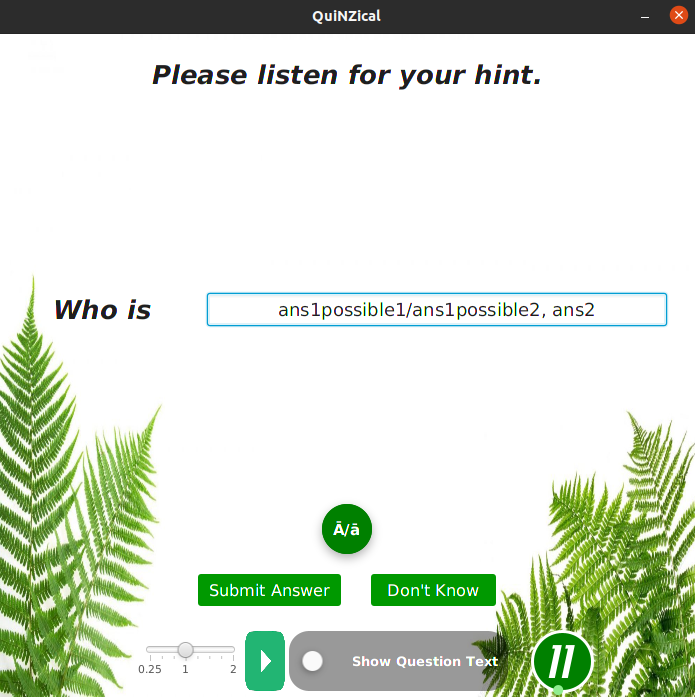 QuiNZical
Please listen for your hint.
Who is
ans1possible1/ans1possible2, ans2
Ā/ā
Submit Answer
Don't Know
0.25 1 2
Show Question Text
11